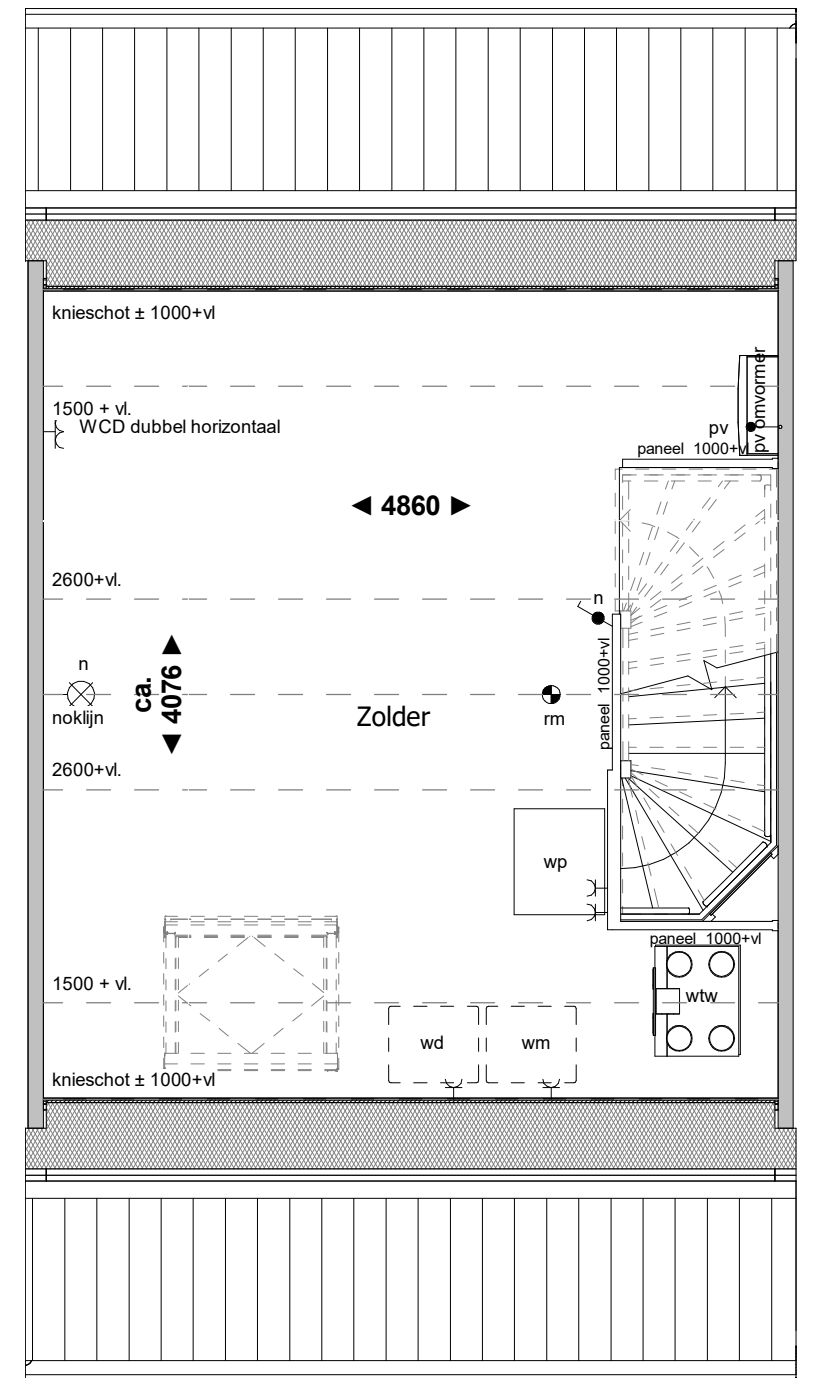 knieschot ± 1000+vl
pv omvormer
1500 + vl.
WCD dubbel horizontaal
pv
paneel 1000+vl
4860
2600+vl.
n
n
paneel 1000+vl
ca.
4076
noklijn
Zolder
rm
2600+vl.
wp
paneel 1000+vl
1500 + vl.
wtw
wd
wm
knieschot ± 1000+vl